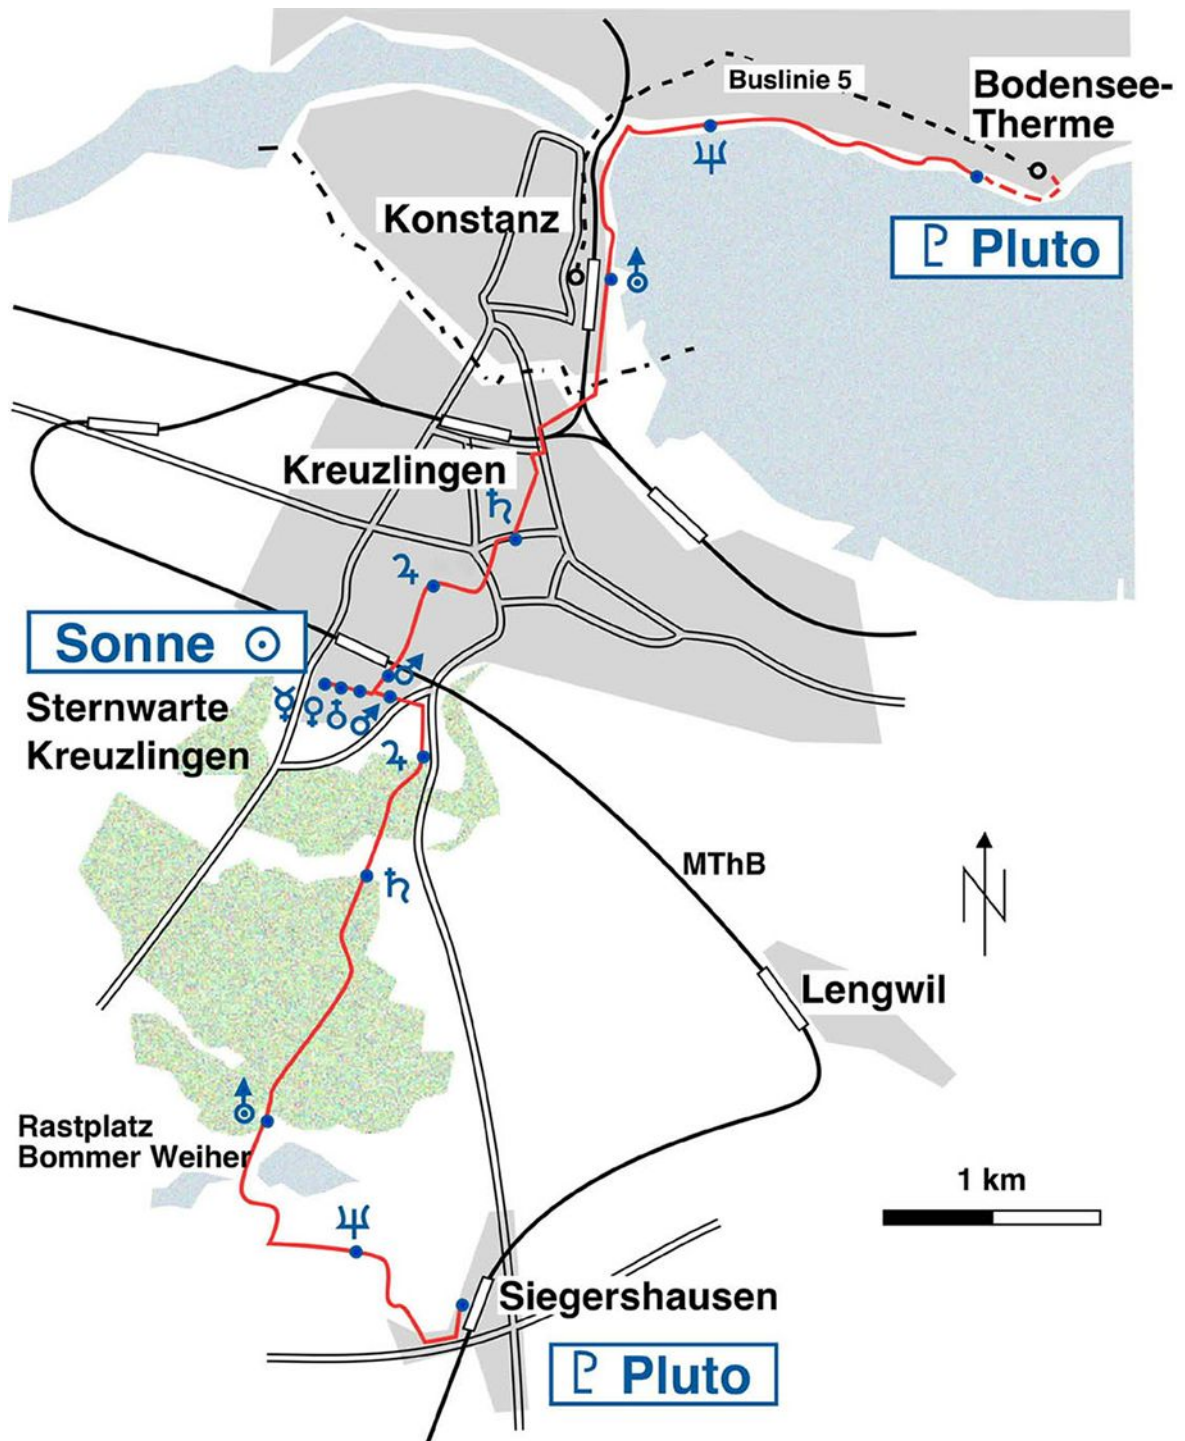 Buslinie 5
Bodensee-
Therme
♆
Konstanz
♇ Pluto
Kreuzlingen
♄
♃
Sonne ☉
♂
☿ ♀ ♁ ♂
Sternwarte
Kreuzlingen
♃
MThB
♄
N
Lengwil
Rastplatz
Bommer Weiher
1 km
♆
Siegershausen
♇ Pluto